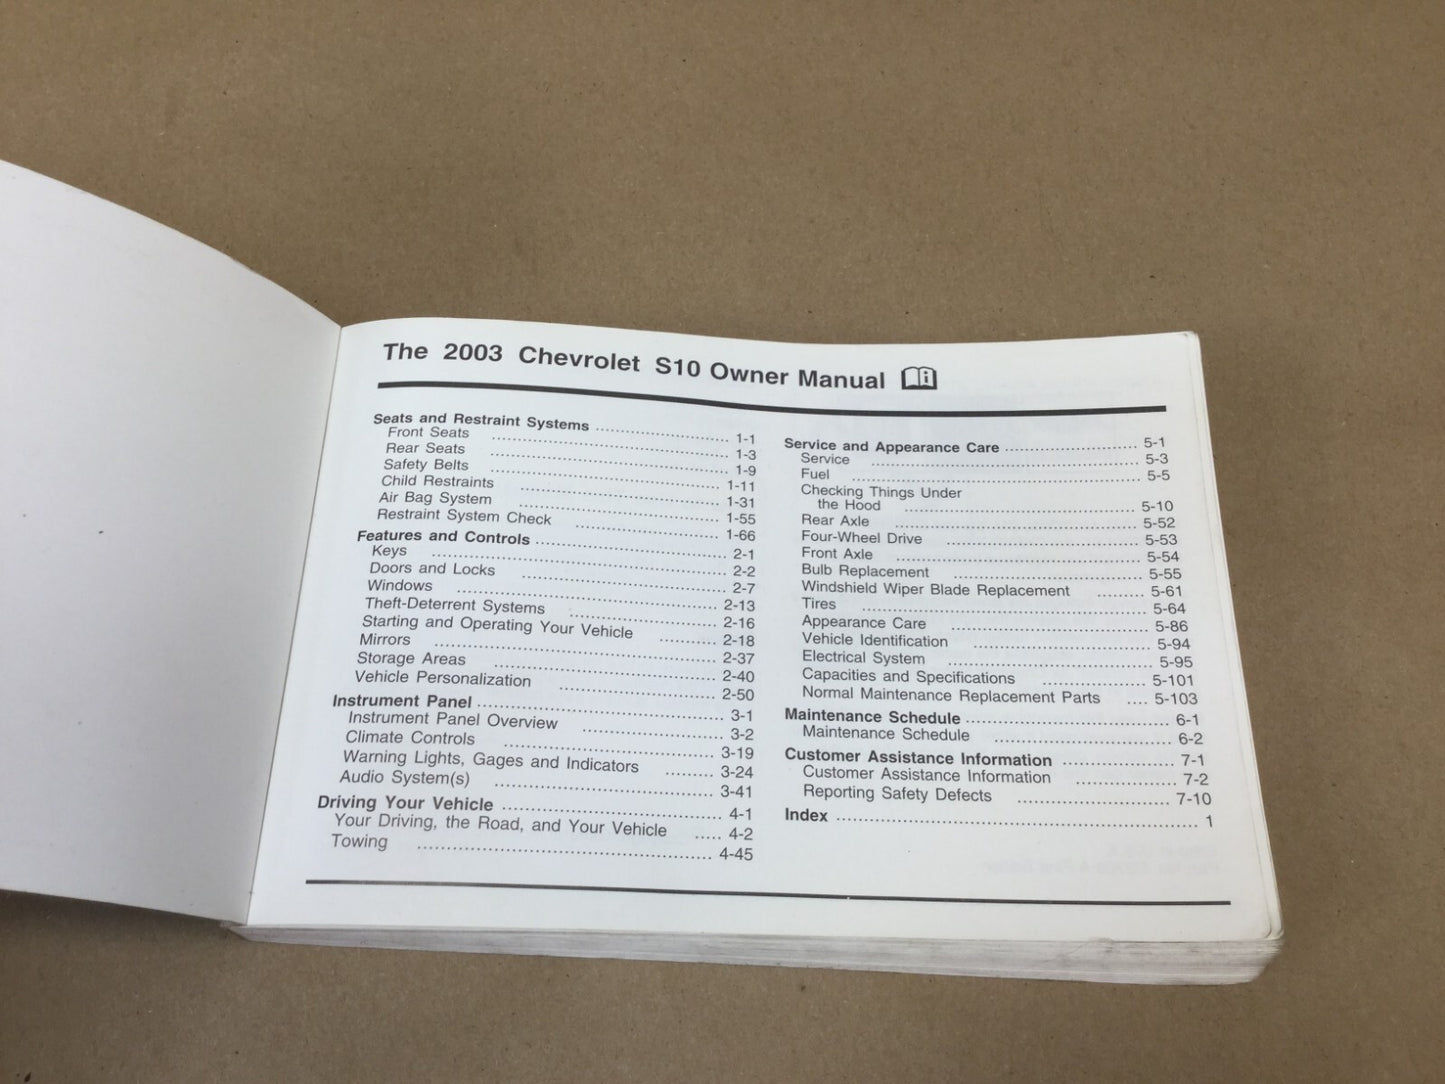 The 2003 Chevrolet S10 Owner Manual
Seats and Restraint Systems ........ 1-1
Front Seats ........ 1-3
Rear Seats ........ 1-9
Safety Belts ........ 1-11
Child Restraints ........ 1-31
Air Bag System ........ 1-55
Restraint System Check ........ 1-66
Features and Controls ........ 2-1
Keys ........ 2-2
Doors and Locks ........ 2-7
Windows ........ 2-13
Theft-Deterrent Systems ........ 2-16
Starting and Operating Your Vehicle ........ 2-18
Mirrors ........ 2-37
Storage Areas ........ 2-40
Vehicle Personalization ........ 2-50
Instrument Panel ........ 3-1
Instrument Panel Overview ........ 3-2
Climate Controls ........ 3-19
Warning Lights, Gages and Indicators ........ 3-24
Audio System(s) ........ 3-41
Driving Your Vehicle ........ 4-1
Your Driving, the Road, and Your Vehicle ..... 4-2
Towing ........ 4-45
Service and Appearance Care ........ 5-1
Service ........ 5-3
Fuel ........ 5-5
Checking Things Under
the Hood ........ 5-10
Rear Axle ........ 5-52
Four-Wheel Drive ........ 5-53
Front Axle ........ 5-54
Bulb Replacement ........ 5-55
Windshield Wiper Blade Replacement ........ 5-61
Tires ........ 5-64
Appearance Care ........ 5-86
Vehicle Identification ........ 5-94
Electrical System ........ 5-95
Capacities and Specifications ........ 5-101
Normal Maintenance Replacement Parts .... 5-103
Maintenance Schedule ........ 6-1
Maintenance Schedule ........ 6-2
Customer Assistance Information ........ 7-1
Customer Assistance Information ........ 7-2
Reporting Safety Defects ........ 7-10
Index ........ 1